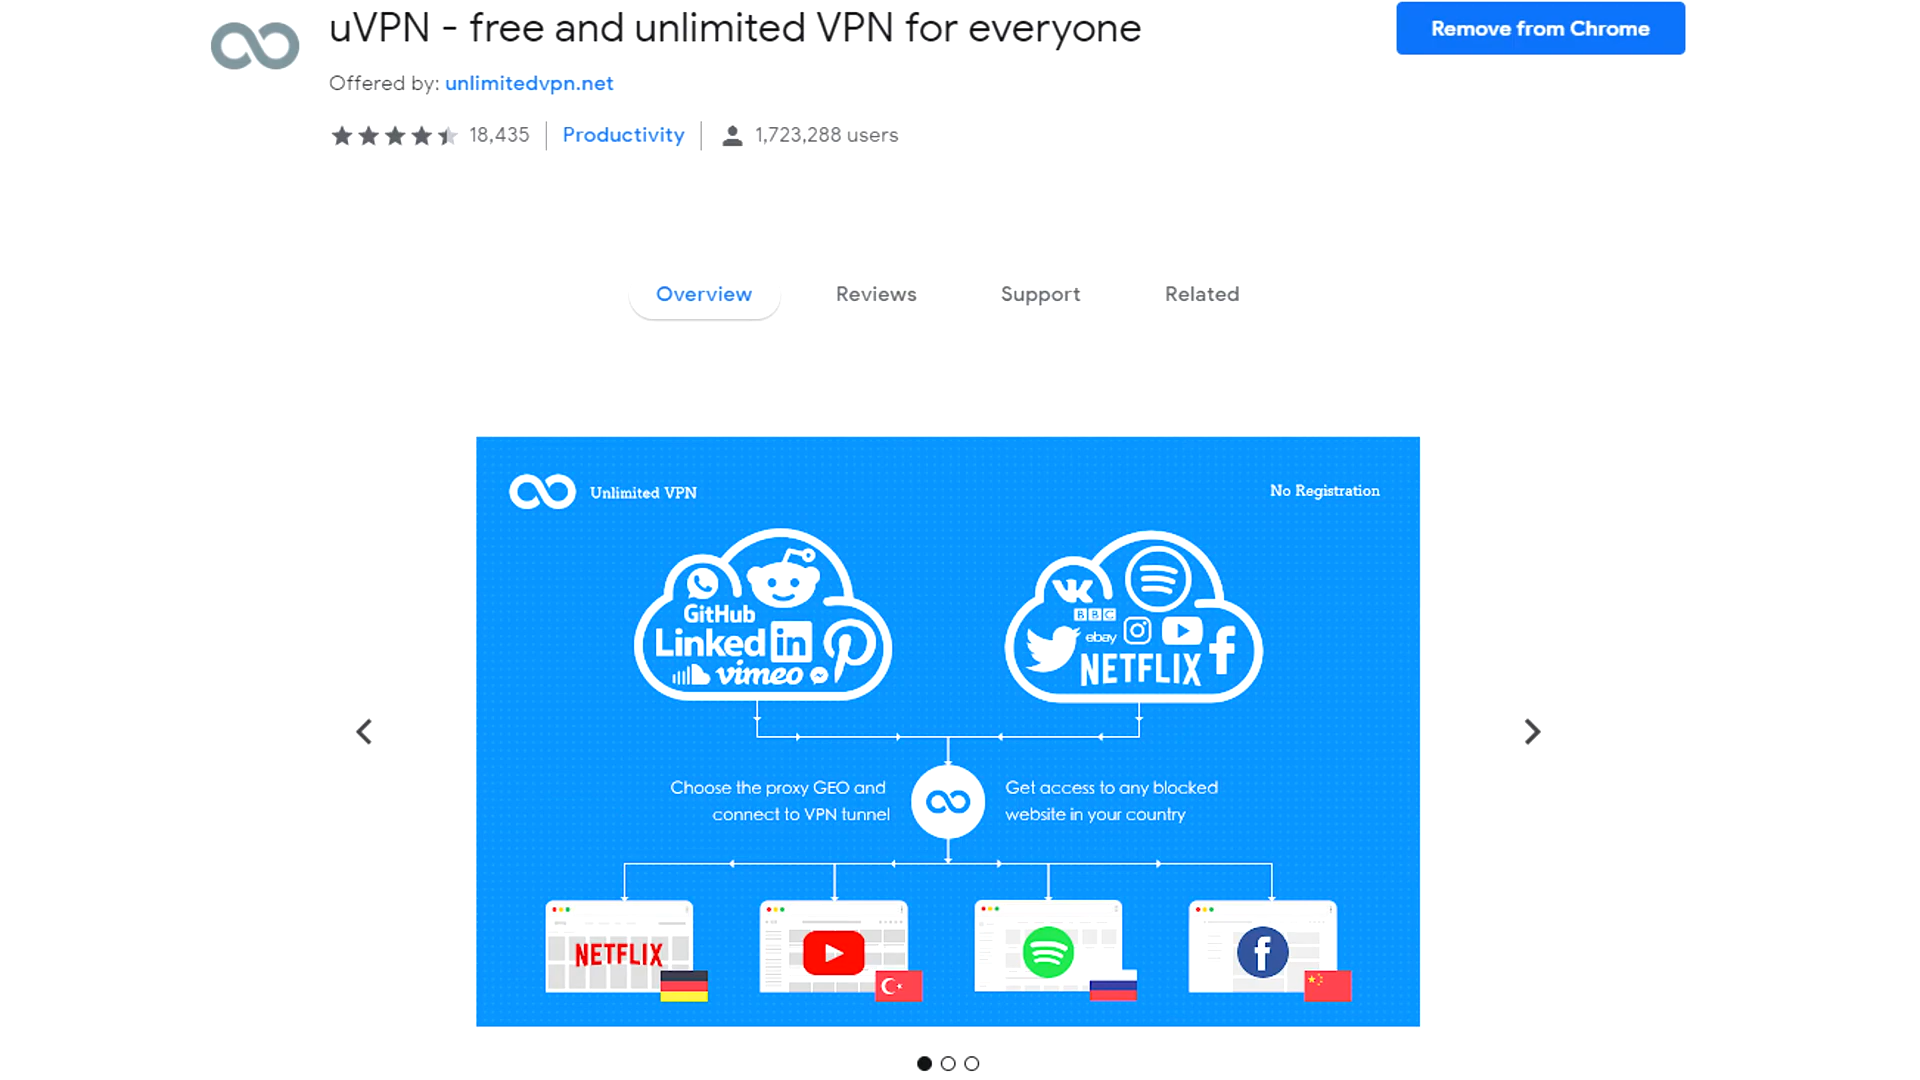 uVPN - free and unlimited VPN for everyone
Remove from Chrome
Offered by: unlimitedvpn.net
18,435
Productivity
1,723,288 users
Overview
Reviews
Support
Related
Unlimited VPN
No Registration
GitHub
Linked in
vimeo
VK
BBC
ebay
NETFLIX
Choose the proxy GEO and
connect to VPN tunnel
Get access to any blocked
website in your country
NETFLIX